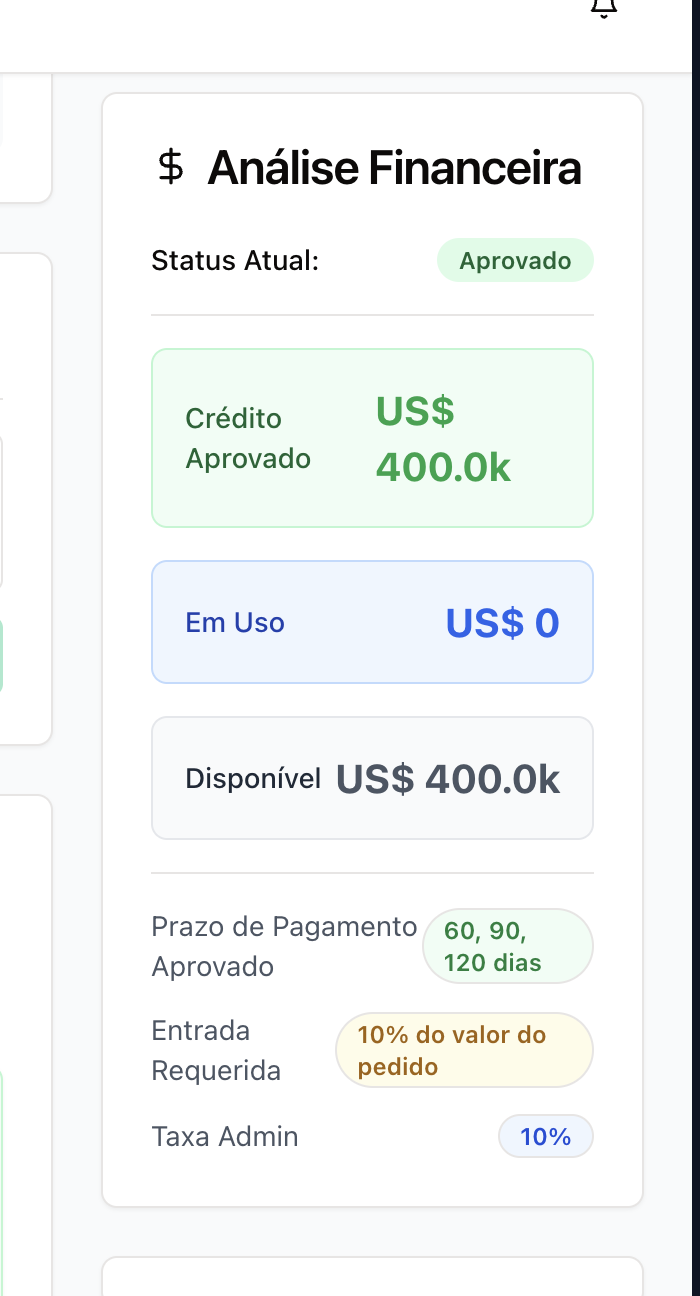 $ Análise Financeira
Status Atual: Aprovado
Crédito
Aprovado
US$
400.0k
Em Uso US$ 0
Disponível US$ 400.0k
Prazo de Pagamento
Aprovado
60, 90,
120 dias
Entrada
Requerida
10% do valor do
pedido
Taxa Admin 10%